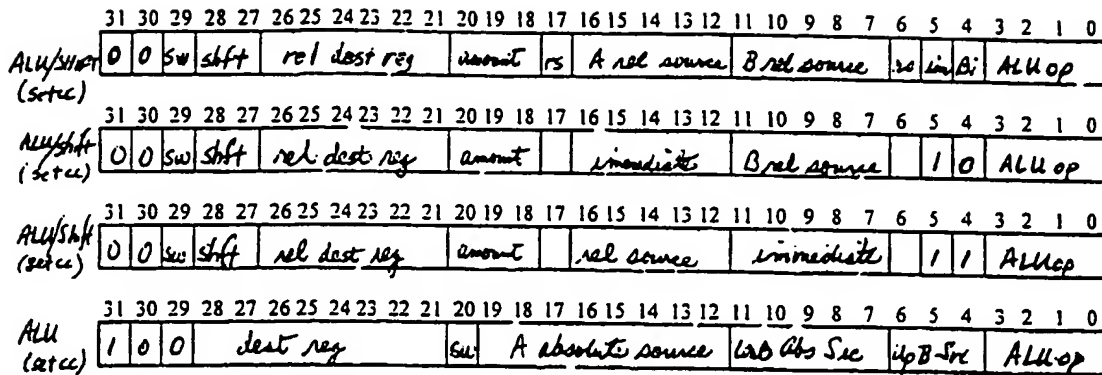 31 30 29 28 27 26 25 24 23 22 21 20 19 18 17 16 15 14 13 12 11 10 9 8 7 6 5 4 3 2 1 0
ALU/SHIFT 0 0 sw shft rel dest reg amount rs A rel source B rel source im Bi ALU op
(setcc)
31 30 29 28 27 26 25 24 23 22 21 20 19 18 17 16 15 14 13 12 11 10 9 8 7 6 5 4 3 2 1 0
ALU/Shft 0 0 sw shft rel dest reg amount immediate B rel source 1 0 ALU op
(setcc)
31 30 29 28 27 26 25 24 23 22 21 20 19 18 17 16 15 14 13 12 11 10 9 8 7 6 5 4 3 2 1 0
ALU/Shft 0 0 sw shft rel dest reg amount rel source immediate 1 1 ALUop
(setcc)
31 30 29 28 27 26 25 24 23 22 21 20 19 18 17 16 15 14 13 12 11 10 9 8 7 6 5 4 3 2 1 0
ALU 1 0 0 dest reg sw A absolute source B Abs Src B-Src ALU-op
(setcc)